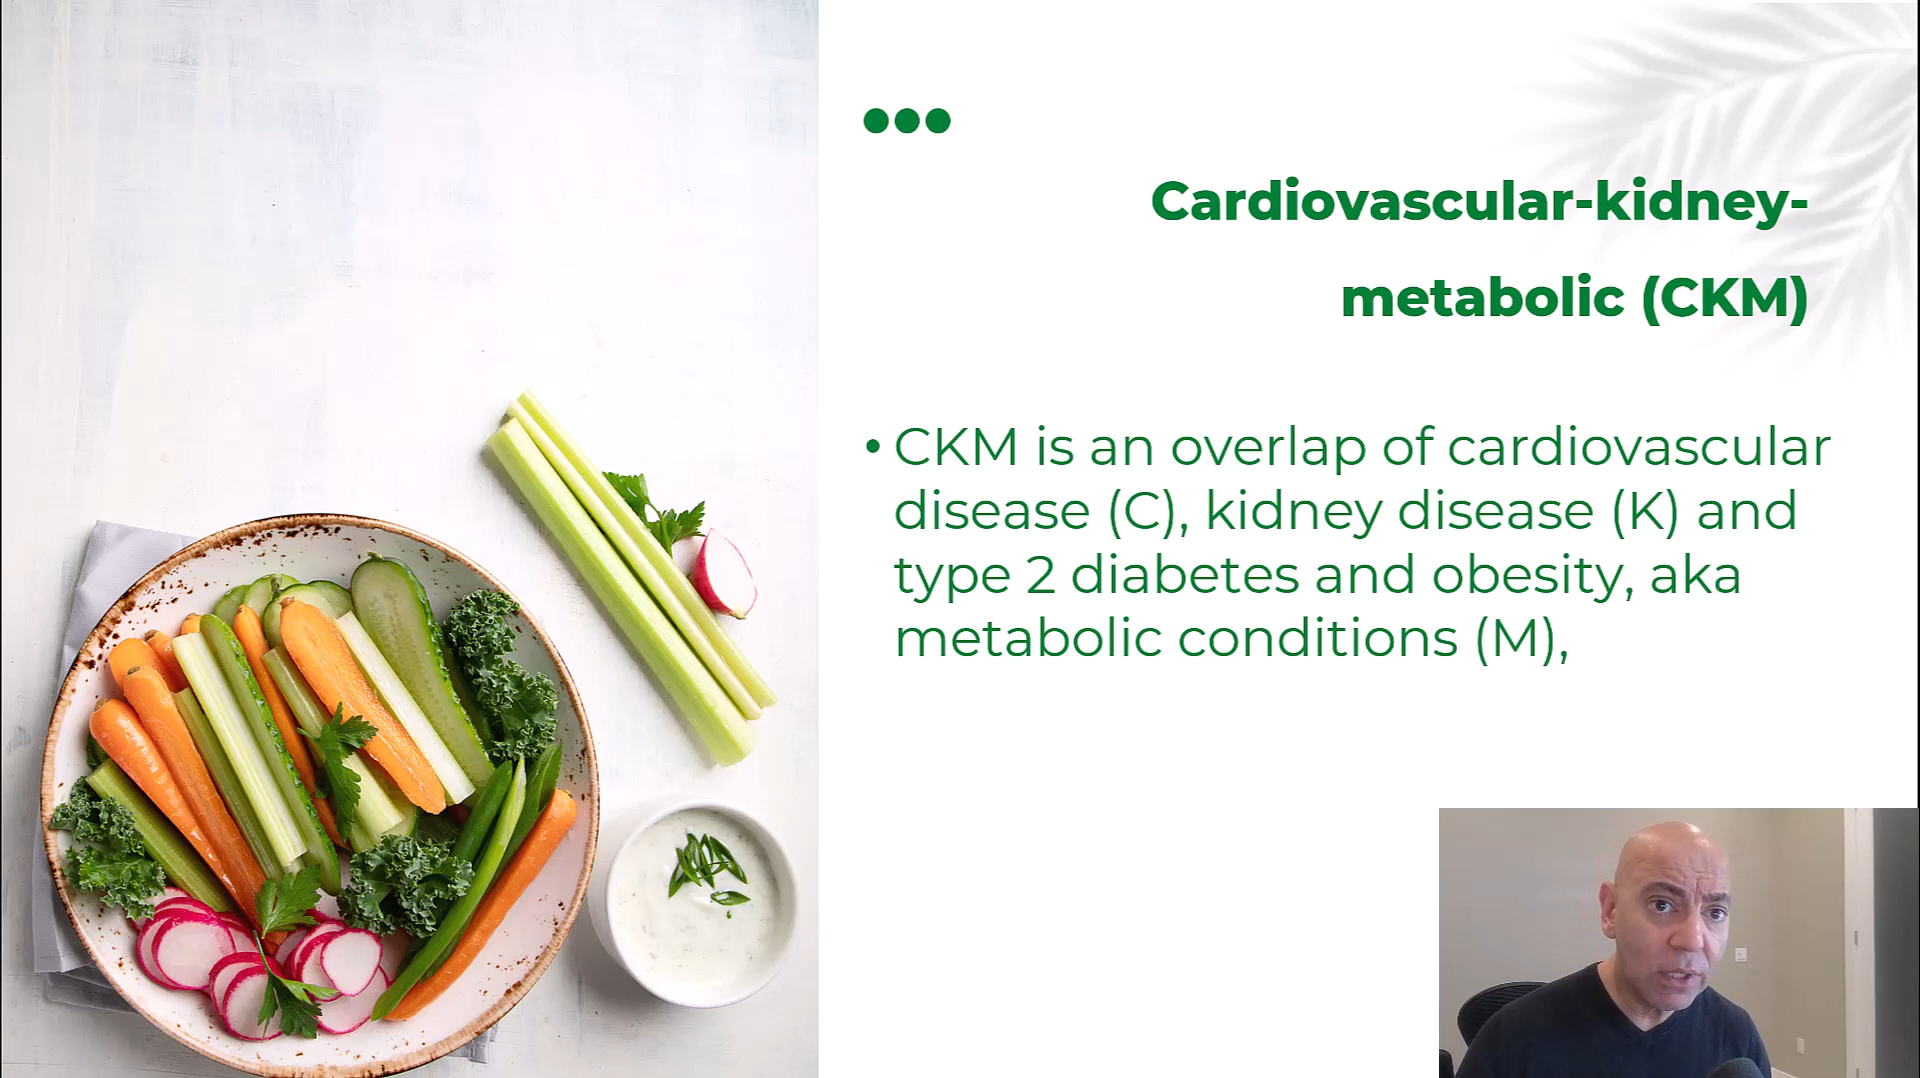 Cardiovascular-kidney-
metabolic (CKM)
• CKM is an overlap of cardiovascular
disease (C), kidney disease (K) and
type 2 diabetes and obesity, aka
metabolic conditions (M),